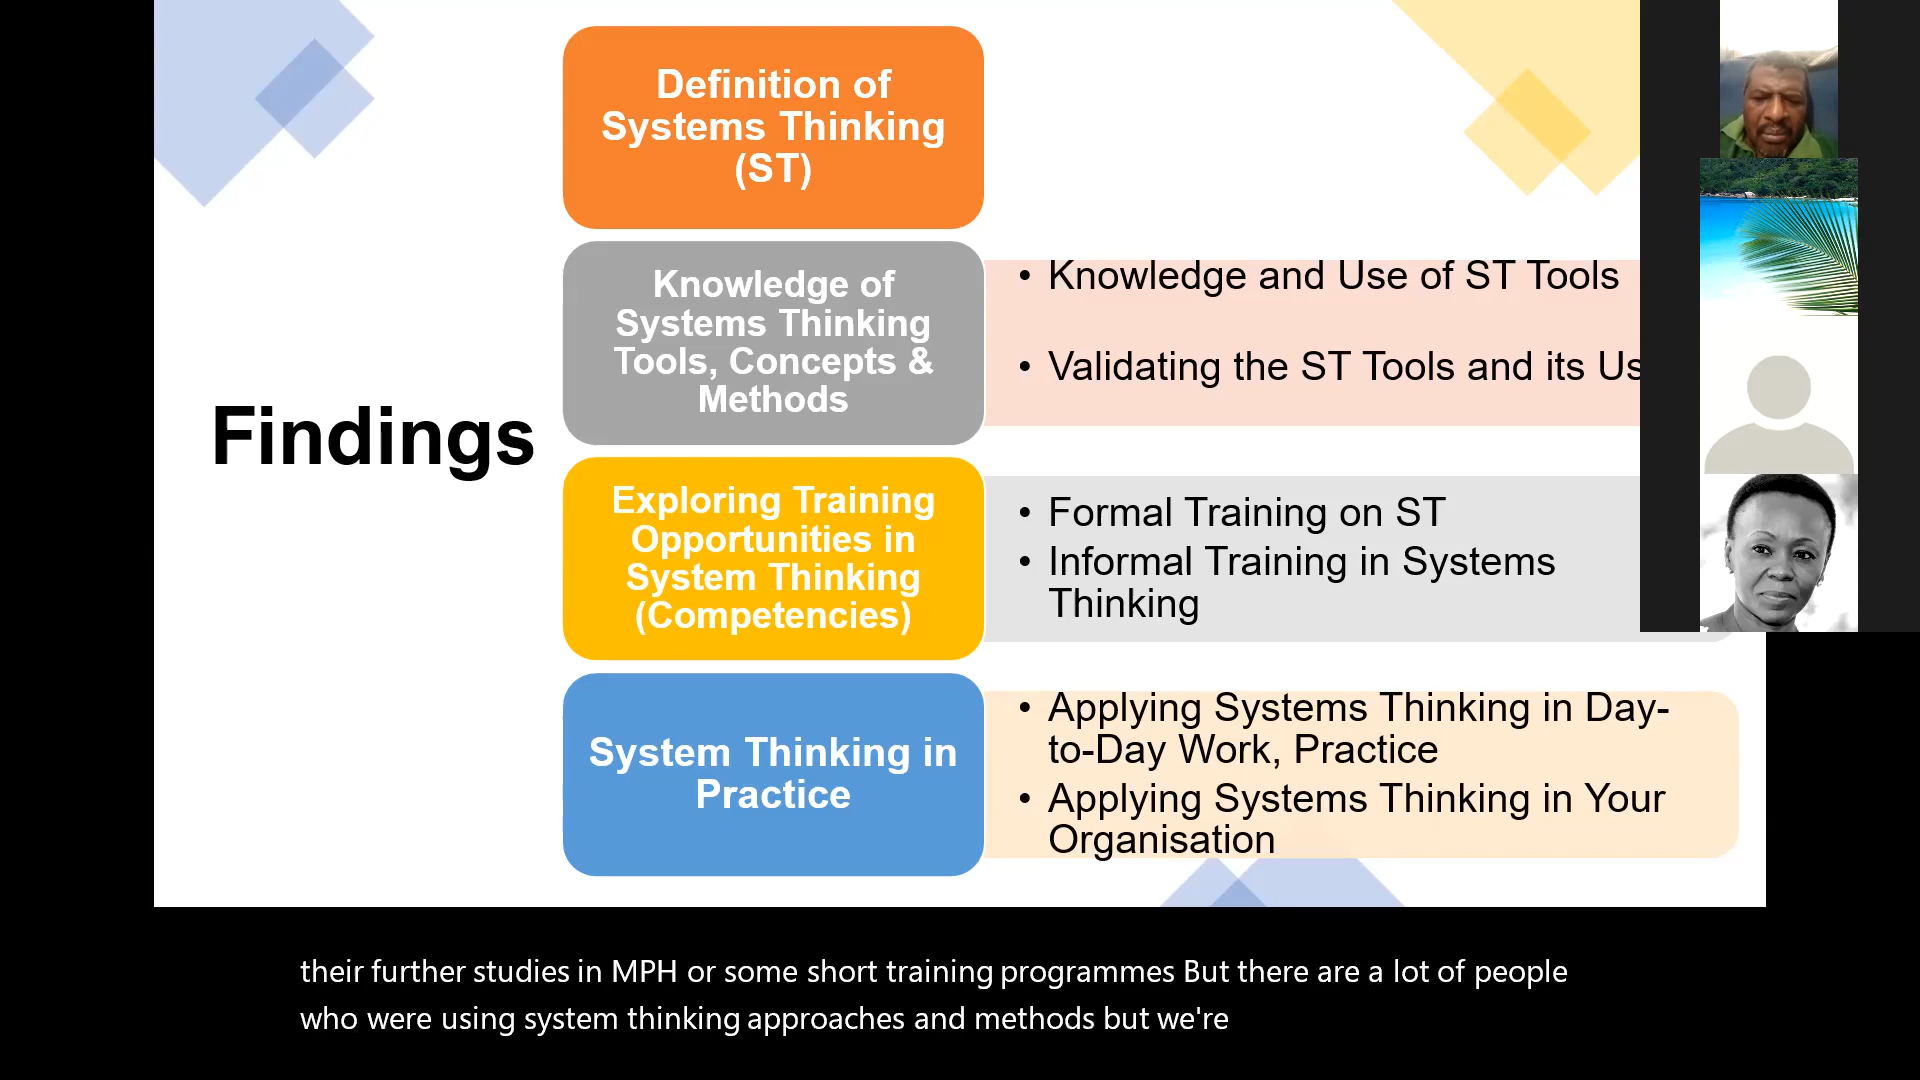 Findings
Definition of
Systems Thinking
(ST)
Knowledge of
Systems Thinking
Tools, Concepts &
Methods
• Knowledge and Use of ST Tools
• Validating the ST Tools and its
Exploring Training
Opportunities in
System Thinking
(Competencies)
• Formal Training on ST
• Informal Training in Systems
Thinking
System Thinking in
Practice
• Applying Systems Thinking in Day-
to-Day Work, Practice
• Applying Systems Thinking in Your
Organisation
their further studies in MPH or some short training programmes But there are a lot of people
who were using system thinking approaches and methods but we're